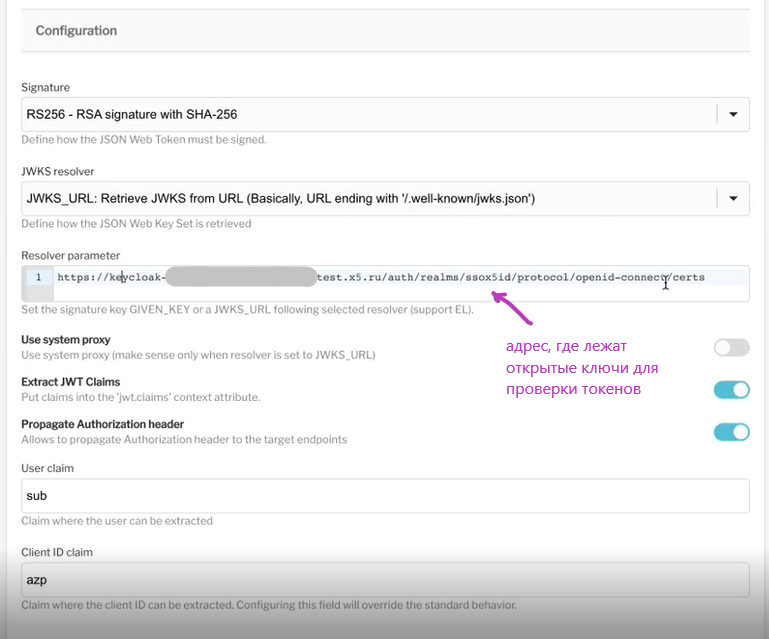 Configuration
Signature
RS256 - RSA signature with SHA-256
Define how the JSON Web Token must be signed.
JWKS resolver
JWKS_URL: Retrieve JWKS from URL (Basically, URL ending with '/.well-known/jwks.json')
Define how the JSON Web Key Set is retrieved
Resolver parameter
1 https://keycloak- test.x5.ru/auth/realms/ssox5id/protocol/openid-connect/certs
Set the signature key GIVEN_KEY or a JWKS_URL following selected resolver (support EL).
Use system proxy
Use system proxy (make sense only when resolver is set to JWKS_URL)
адрес, где лежат
открытые ключи для
проверки токенов
Extract JWT Claims
Put claims into the 'jwt.claims' context attribute.
Propagate Authorization header
Allows to propagate Authorization header to the target endpoints
User claim
sub
Claim where the user can be extracted
Client ID claim
azp
Claim where the client ID can be extracted. Configuring this field will override the standard behavior.